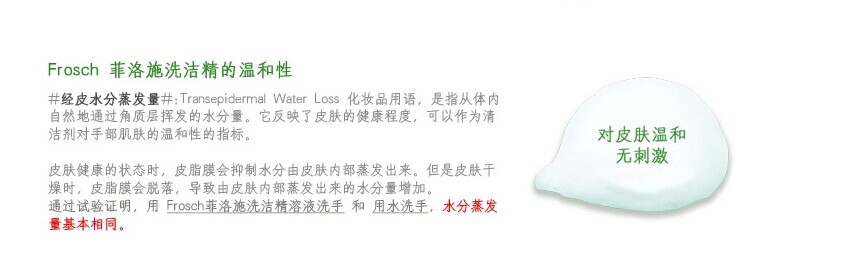 Frosch 菲洛施洗洁精的温和性
#经皮水分蒸发量#:Transepidermal Water Loss 化妆品用语，是指从体内
自然地通过角质层挥发的水分量。它反映了皮肤的健康程度，可以作为清
洁剂对手部肌肤的温和性的指标。
皮肤健康的状态时，皮脂膜会抑制水分由皮肤内部蒸发出来。但是皮肤干
燥时，皮脂膜会脱落，导致由皮肤内部蒸发出来的水分量增加。
通过试验证明，用 Frosch菲洛施洗洁精溶液洗手 和 用水洗手，水分蒸发
量基本相同。
对皮肤温和
无刺激